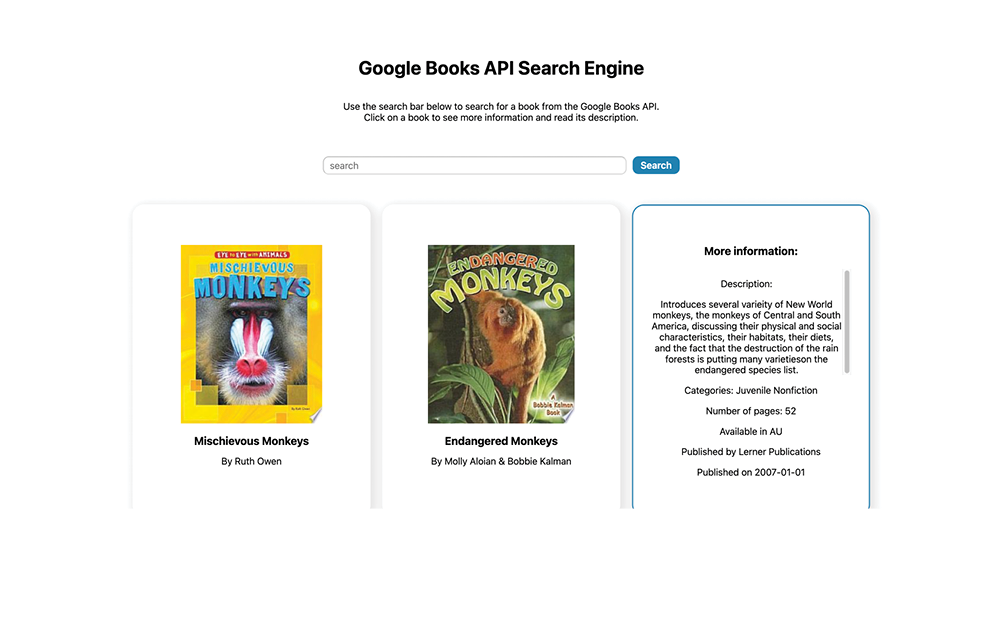 Google Books API Search Engine
Use the search bar below to search for a book from the Google Books API.
Click on a book to see more information and read its description.
search
Search
EYE TO EYE WITH ANIMALS
MISCHIEVOUS
MONKEYS
by Ruth Owen
Mischievous Monkeys
By Ruth Owen
ENDANGERED
MONKEYS
A
Bobbie Kalman
Book
Endangered Monkeys
By Molly Aloian & Bobbie Kalman
More information:
Description:
Introduces several varieity of New World
monkeys, the monkeys of Central and South
America, discussing their physical and social
characteristics, their habitats, their diets,
and the fact that the destruction of the rain
forests is putting many varietieson the
endangered species list.
Categories: Juvenile Nonfiction
Number of pages: 52
Available in AU
Published by Lerner Publications
Published on 2007-01-01